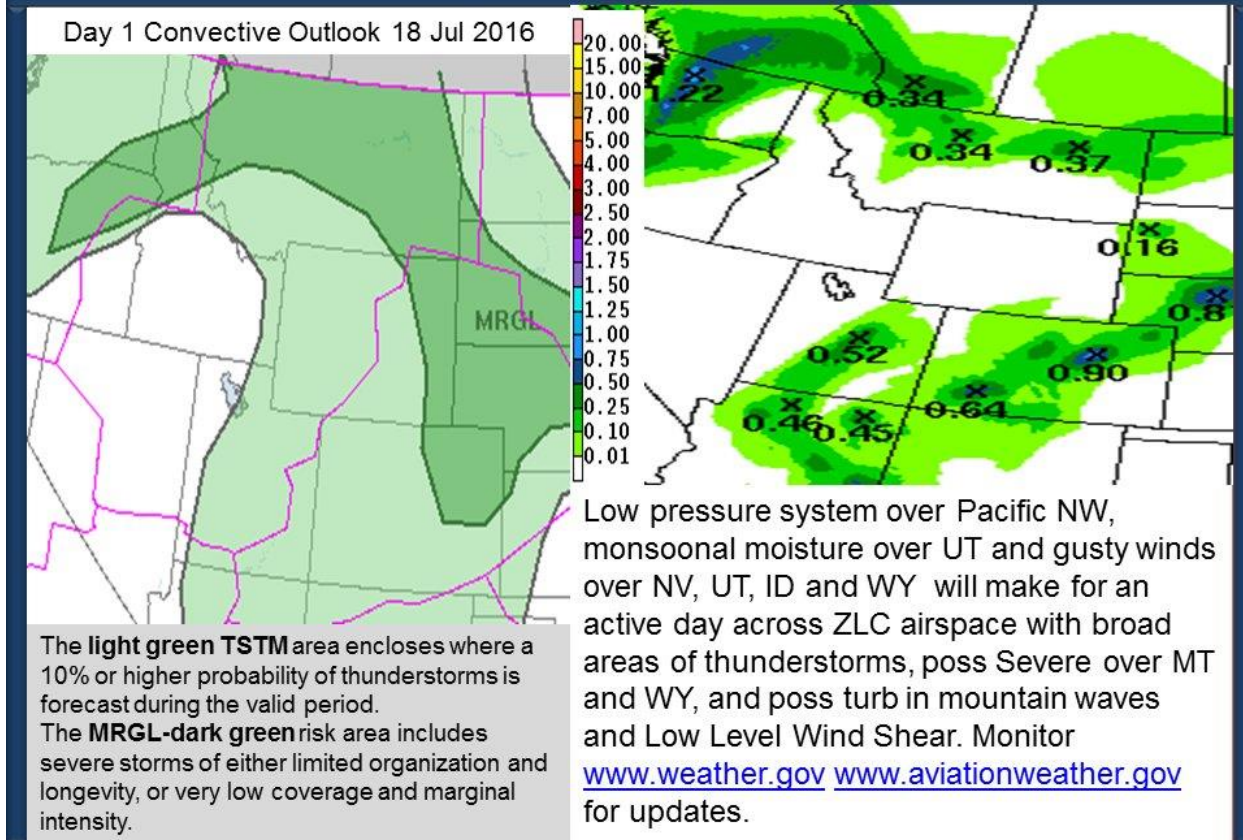 Day 1 Convective Outlook 18 Jul 2016
MRGL
The light green TSTM area encloses where a
10% or higher probability of thunderstorms is
forecast during the valid period.
The MRGL-dark green risk area includes
severe storms of either limited organization and
longevity, or very low coverage and marginal
intensity.
20.00
15.00
10.00
7.00
5.00
4.00
3.00
2.50
2.00
1.75
1.50
1.25
1.00
0.75
0.50
0.25
0.10
0.01
1.22
0.34
0.34
0.37
0.16
0.8
0.52
0.90
0.64
0.46
0.45
Low pressure system over Pacific NW,
monsoonal moisture over UT and gusty winds
over NV, UT, ID and WY will make for an
active day across ZLC airspace with broad
areas of thunderstorms, poss Severe over MT
and WY, and poss turb in mountain waves
and Low Level Wind Shear. Monitor
www.weather.gov www.aviationweather.gov
for updates.